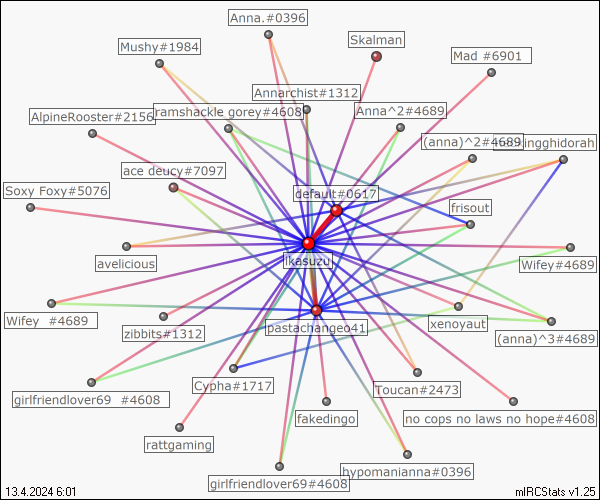 Anna.#0396
Mushy#1984
Skalman
Mad #6901
Annarchist#1312
AlpineRooster#2156
ramshackle gorey#4608
Anna^2#4689
(anna)^2#4689
ingghidorah
ace deucy#7097
Soxy Foxy#5076
default#0617
frisout
ikasuzu
avelicious
Wifey#4689
Wifey  #4689
zibbits#1312
pastachangeo41
xenoyaut
(anna)^3#4689
Cypha#1717
Toucan#2473
girlfriendlover69  #4608
fakedingo
no cops no laws no hope#4608
rattgaming
hypomanianna#0396
girlfriendlover69#4608
13.4.2024 6:01
mIRCStats v1.25